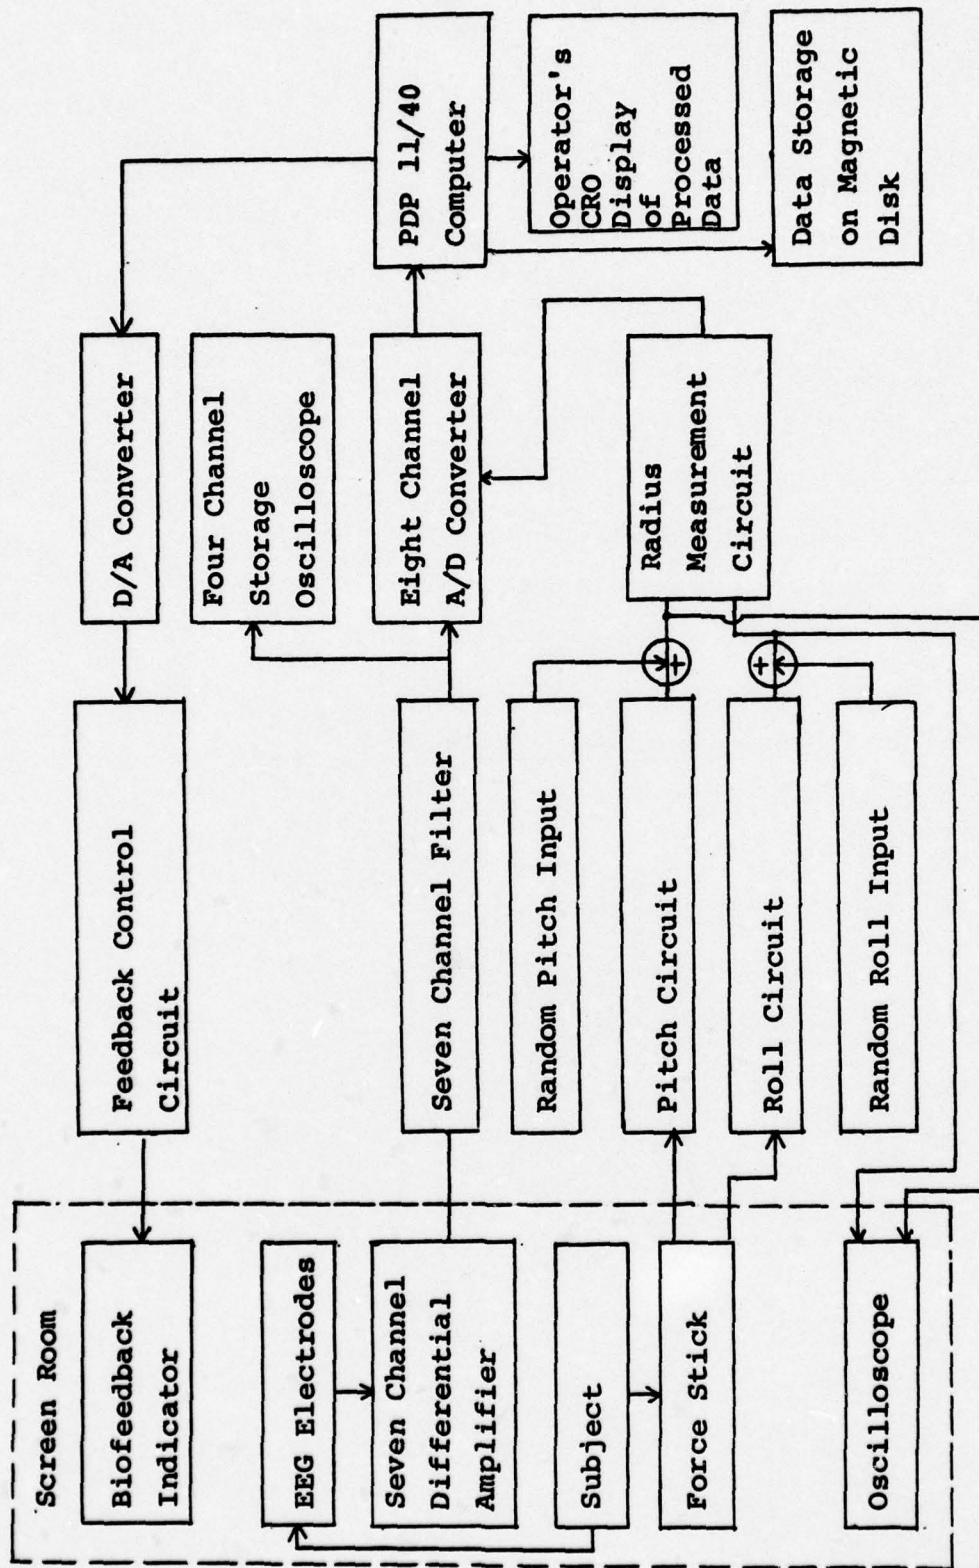 Screen Room
Biofeedback
Indicator
EEG Electrodes
Seven Channel
Differential
Amplifier
Subject
Force Stick
Oscilloscope
Feedback Control
Circuit
Seven Channel Filter
Random Pitch Input
Pitch Circuit
Roll Circuit
Random Roll Input
+
+
D/A Converter
Four Channel
Storage
Oscilloscope
Eight Channel
A/D Converter
Radius
Measurement
Circuit
PDP 11/40
Computer
Operator's
CRO
Display
of
Processed
Data
Data Storage
on Magnetic
Disk